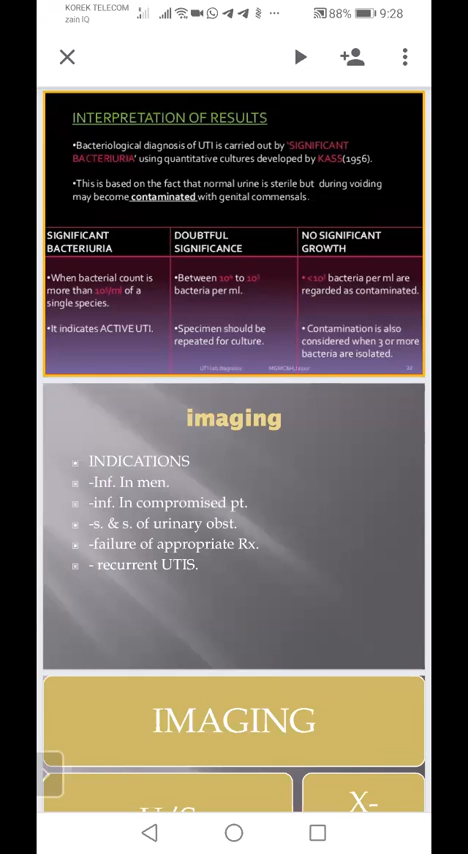 KOREK TELECOM
zain IQ
88%
9:28
INTERPRETATION OF RESULTS
•Bacteriological diagnosis of UTI is carried out by 'SIGNIFICANT
BACTERIURIA' using quantitative cultures developed by KASS(1956).
•This is based on the fact that normal urine is sterile but during voiding
may become contaminated with genital commensals.
SIGNIFICANT
BACTERIURIA
DOUBTFUL
SIGNIFICANCE
NO SIGNIFICANT
GROWTH
•When bacterial count is
more than 10⁵/ml of a
single species.
•It indicates ACTIVE UTI.
•Between 10⁴ to 10⁵
bacteria per ml.
•Specimen should be
repeated for culture.
bacteria per ml are
regarded as contaminated.
• Contamination is also
considered when 3 or more
bacteria are isolated.
UTI lab diagnosis
imaging
INDICATIONS
-Inf. In men.
-inf. In compromised pt.
-s. & s. of urinary obst.
-failure of appropriate Rx.
- recurrent UTIS.
IMAGING
X-